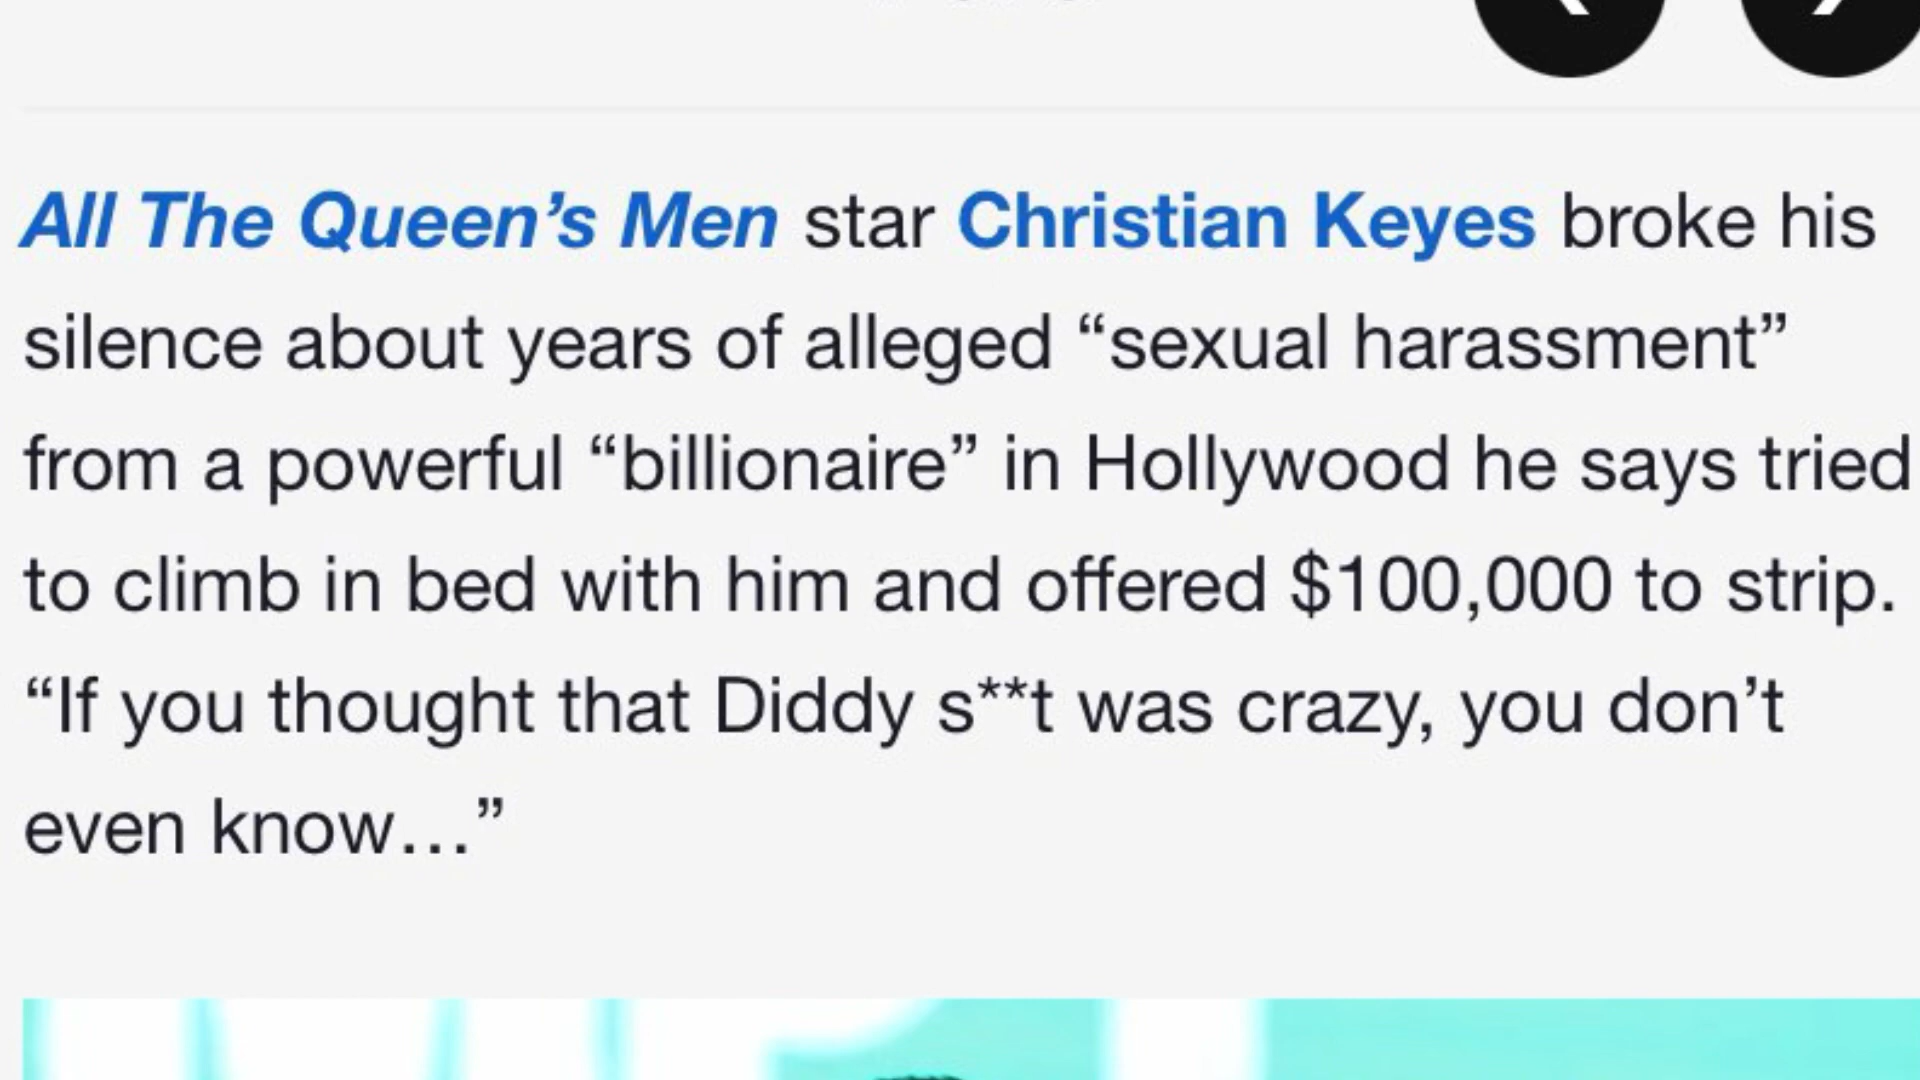 All The Queen’s Men star Christian Keyes broke his
silence about years of alleged “sexual harassment”
from a powerful “billionaire” in Hollywood he says tried
to climb in bed with him and offered $100,000 to strip.
“If you thought that Diddy s**t was crazy, you don’t
even know…”